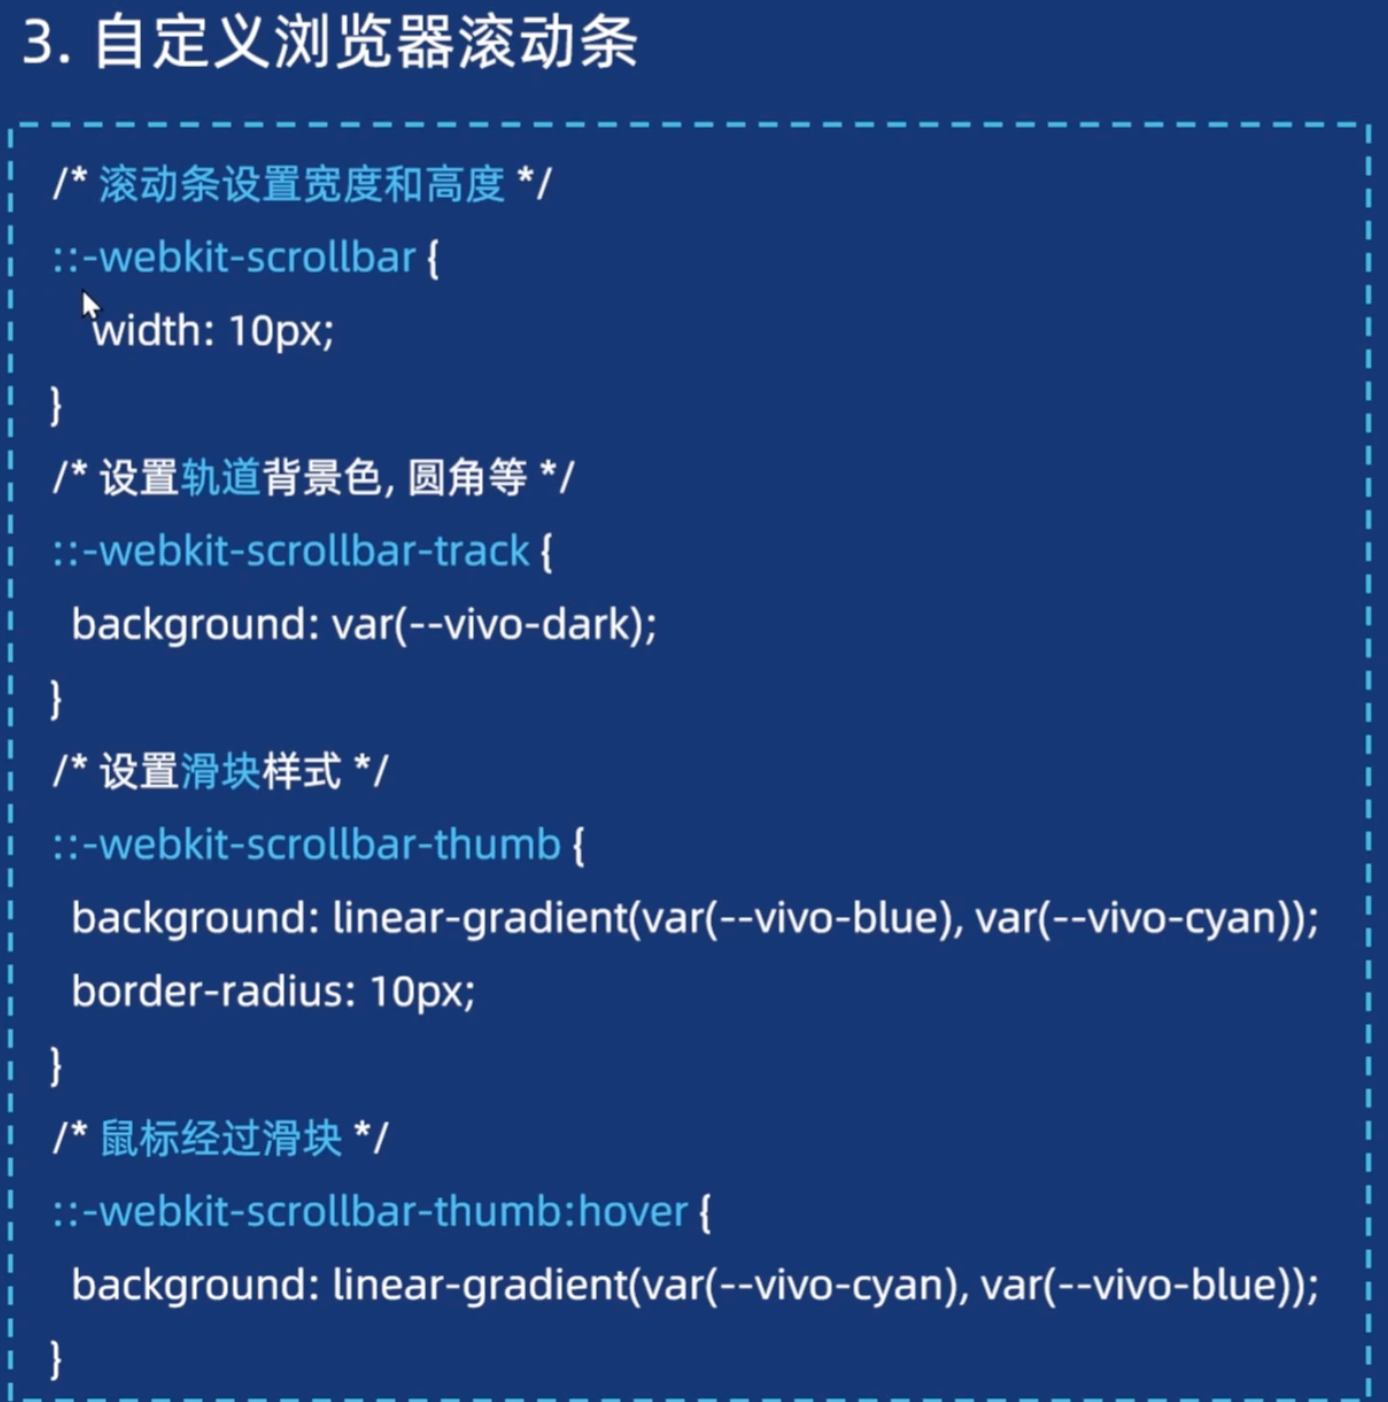 3. 自定义浏览器滚动条
/* 滚动条设置宽度和高度 */
::-webkit-scrollbar {
width: 10px;
}
/* 设置轨道背景色, 圆角等 */
::-webkit-scrollbar-track {
background: var(--vivo-dark);
}
/* 设置滑块样式 */
::-webkit-scrollbar-thumb {
background: linear-gradient(var(--vivo-blue), var(--vivo-cyan));
border-radius: 10px;
}
/* 鼠标经过滑块 */
::-webkit-scrollbar-thumb:hover {
background: linear-gradient(var(--vivo-cyan), var(--vivo-blue));
}